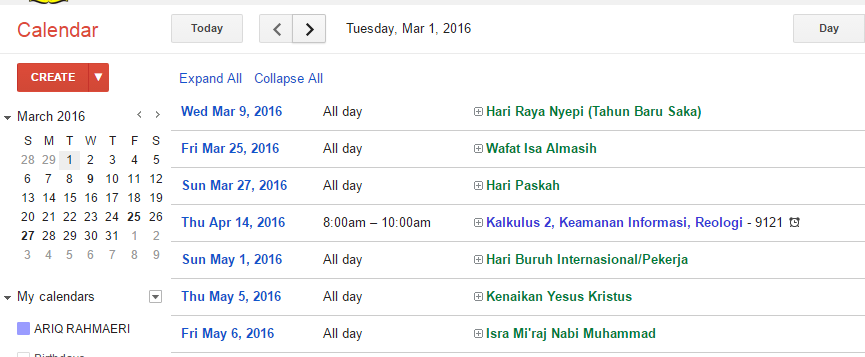 Calendar
Today
Tuesday, Mar 1, 2016
Day
CREATE
Expand All Collapse All
March 2016
S M T W T F S
28 29 1 2 3 4 5
6 7 8 9 10 11 12
13 14 15 16 17 18 19
20 21 22 23 24 25 26
27 28 29 30 31 1 2
3 4 5 6 7 8 9
My calendars
ARIQ RAHMAERI
Birthdays
Wed Mar 9, 2016 All day Hari Raya Nyepi (Tahun Baru Saka)
Fri Mar 25, 2016 All day Wafat Isa Almasih
Sun Mar 27, 2016 All day Hari Paskah
Thu Apr 14, 2016 8:00am – 10:00am Kalkulus 2, Keamanan Informasi, Reologi - 9121
Sun May 1, 2016 All day Hari Buruh Internasional/Pekerja
Thu May 5, 2016 All day Kenaikan Yesus Kristus
Fri May 6, 2016 All day Isra Mi'raj Nabi Muhammad